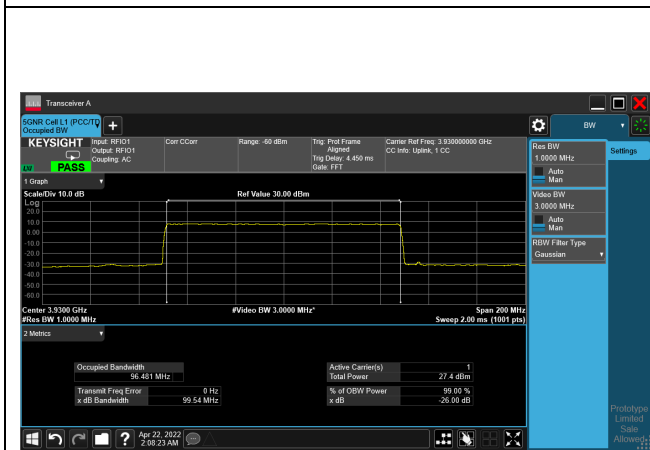 Transceiver A
5GNR Cell L1 (PCC/TD
Occupied BW
BW
KEYSIGHT
Input: RFIO1
Output: RFIO1
Coupling: AC
Corr CCorr
Range: -60 dBm
Trig: Prot Frame
Aligned
Trig Delay: 4.450 ms
Gate: FFT
Carrier Ref Freq: 3.930000000 GHz
CC Info: Uplink, 1 CC
LXI
PASS
1 Graph
Scale/Div 10.0 dB
Ref Value 30.00 dBm
Log
20.0
10.0
0.00
-10.0
-20.0
-30.0
-40.0
-50.0
-60.0
Center 3.9300 GHz
#Video BW 3.0000 MHz*
Span 200 MHz
#Res BW 1.0000 MHz
Sweep 2.00 ms (1001 pts)
2 Metrics
Occupied Bandwidth
96.481 MHz
Active Carrier(s) 1
Total Power 27.4 dBm
Transmit Freq Error 0 Hz
x dB Bandwidth 99.54 MHz
% of OBW Power 99.00 %
x dB -26.00 dB
Res BW
1.0000 MHz
Auto
Man
Video BW
3.0000 MHz
Auto
Man
RBW Filter Type
Gaussian
Settings
Prototype
Limited
Sale
Allowed
?
Apr 22, 2022
2:08:23 AM